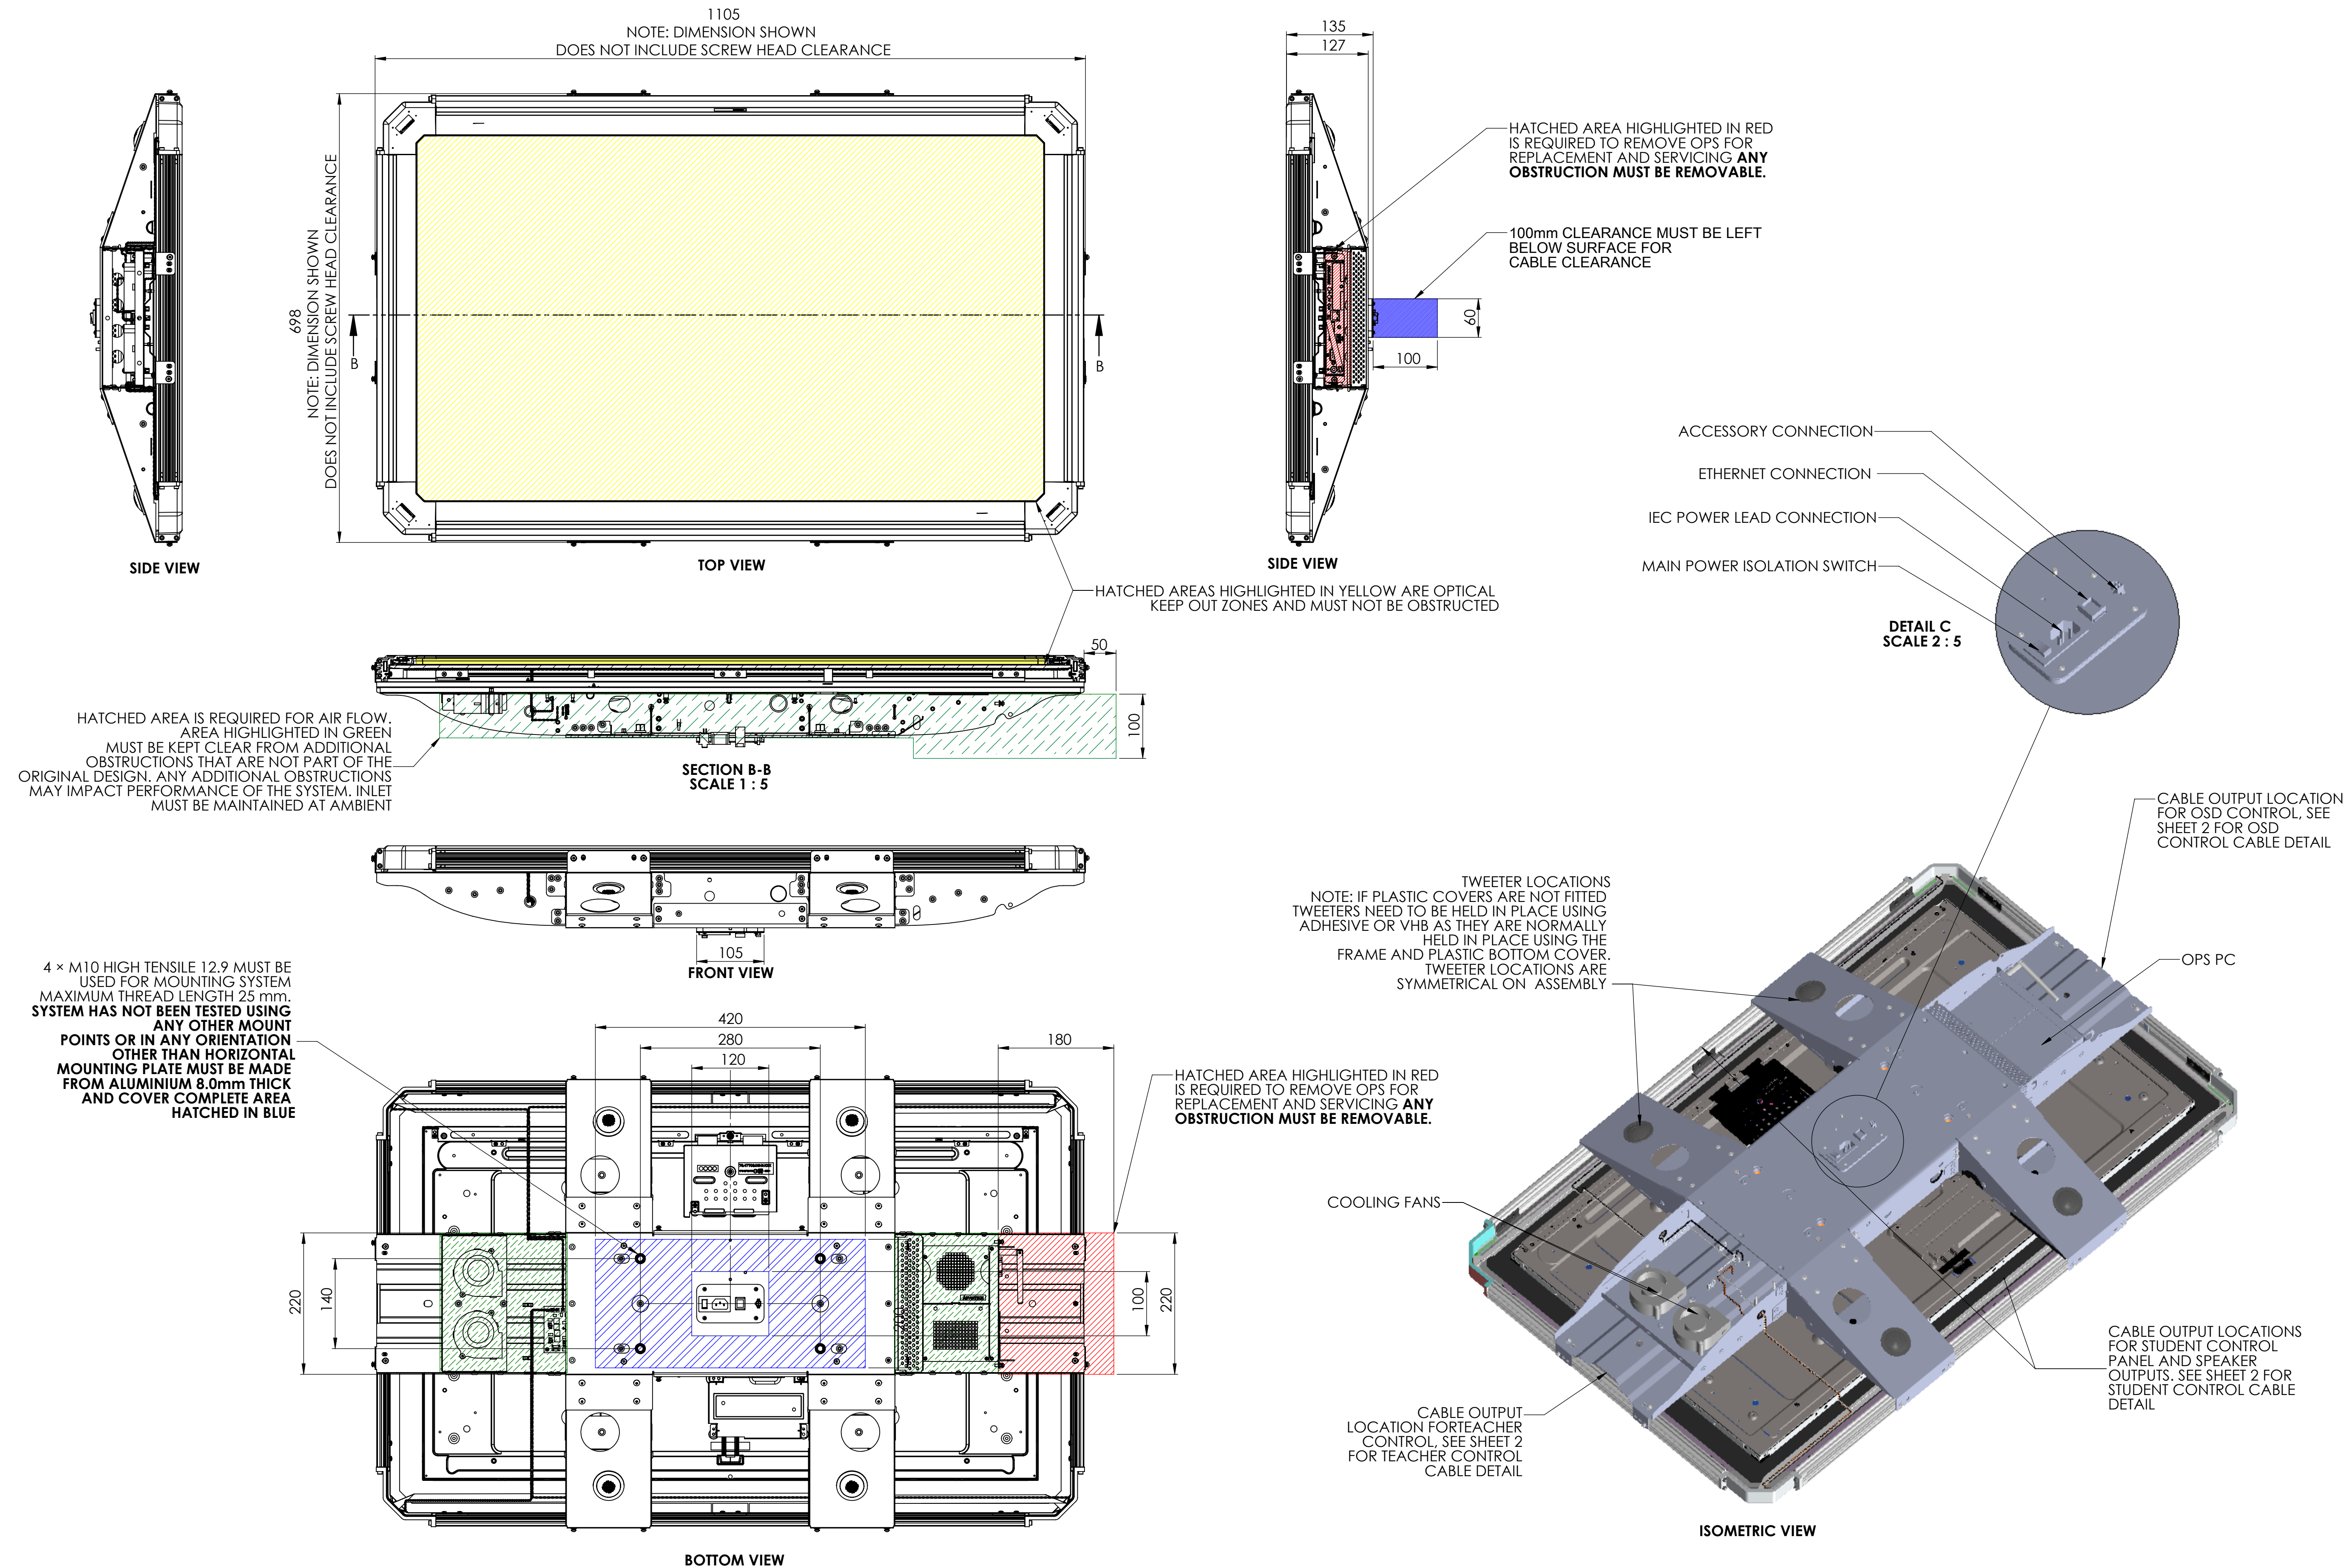 1105
NOTE: DIMENSION SHOWN
DOES NOT INCLUDE SCREW HEAD CLEARANCE
698
NOTE: DIMENSION SHOWN
DOES NOT INCLUDE SCREW HEAD CLEARANCE
B
B
SIDE VIEW
TOP VIEW
135
127
HATCHED AREA HIGHLIGHTED IN RED
IS REQUIRED TO REMOVE OPS FOR
REPLACEMENT AND SERVICING ANY
OBSTRUCTION MUST BE REMOVABLE.
100mm CLEARANCE MUST BE LEFT
BELOW SURFACE FOR
CABLE CLEARANCE
60
100
SIDE VIEW
HATCHED AREAS HIGHLIGHTED IN YELLOW ARE OPTICAL
KEEP OUT ZONES AND MUST NOT BE OBSTRUCTED
ACCESSORY CONNECTION
ETHERNET CONNECTION
IEC POWER LEAD CONNECTION
MAIN POWER ISOLATION SWITCH
DETAIL C
SCALE 2 : 5
50
100
HATCHED AREA IS REQUIRED FOR AIR FLOW.
AREA HIGHLIGHTED IN GREEN
MUST BE KEPT CLEAR FROM ADDITIONAL
OBSTRUCTIONS THAT ARE NOT PART OF THE
ORIGINAL DESIGN. ANY ADDITIONAL OBSTRUCTIONS
MAY IMPACT PERFORMANCE OF THE SYSTEM. INLET
MUST BE MAINTAINED AT AMBIENT
SECTION B-B
SCALE 1 : 5
105
FRONT VIEW
4 × M10 HIGH TENSILE 12.9 MUST BE
USED FOR MOUNTING SYSTEM
MAXIMUM THREAD LENGTH 25 mm.
SYSTEM HAS NOT BEEN TESTED USING
ANY OTHER MOUNT
POINTS OR IN ANY ORIENTATION
OTHER THAN HORIZONTAL
MOUNTING PLATE MUST BE MADE
FROM ALUMINIUM 8.0mm THICK
AND COVER COMPLETE AREA
HATCHED IN BLUE
420
280
120
180
220
140
100
220
HATCHED AREA HIGHLIGHTED IN RED
IS REQUIRED TO REMOVE OPS FOR
REPLACEMENT AND SERVICING ANY
OBSTRUCTION MUST BE REMOVABLE.
BOTTOM VIEW
CABLE OUTPUT LOCATION
FOR OSD CONTROL, SEE
SHEET 2 FOR OSD
CONTROL CABLE DETAIL
TWEETER LOCATIONS
NOTE: IF PLASTIC COVERS ARE NOT FITTED
TWEETERS NEED TO BE HELD IN PLACE USING
ADHESIVE OR VHB AS THEY ARE NORMALLY
HELD IN PLACE USING THE
FRAME AND PLASTIC BOTTOM COVER.
TWEETER LOCATIONS ARE
SYMMETRICAL ON ASSEMBLY
OPS PC
COOLING FANS
CABLE OUTPUT
LOCATION FORTEACHER
CONTROL, SEE SHEET 2
FOR TEACHER CONTROL
CABLE DETAIL
CABLE OUTPUT LOCATIONS
FOR STUDENT CONTROL
PANEL AND SPEAKER
OUTPUTS. SEE SHEET 2 FOR
STUDENT CONTROL CABLE
DETAIL
ISOMETRIC VIEW